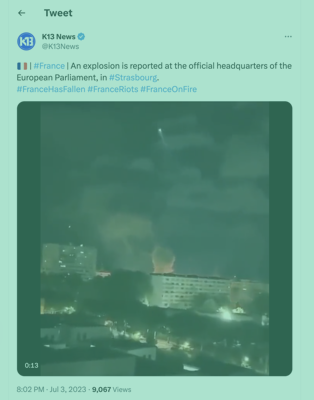 Tweet
K13 News
@K13News
🇫🇷 | #France | An explosion is reported at the official headquarters of the
European Parliament, in #Strasbourg.
#FranceHasFallen #FranceRiots #FranceOnFire
0:13
8:02 PM · Jul 3, 2023 · 9,067 Views